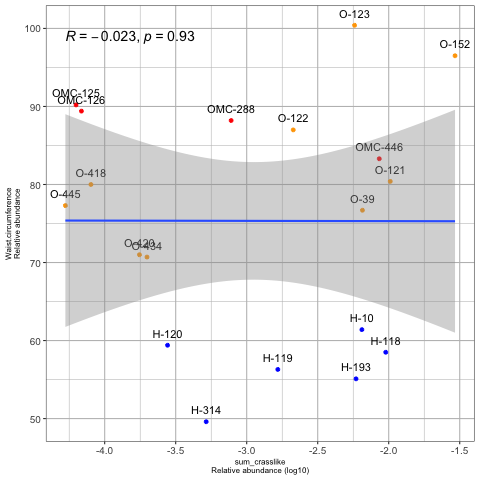 R = −0.023, p = 0.93
O-123
O-152
OMC-125
OMC-126
OMC-288
O-122
OMC-446
O-418
O-121
O-445
O-39
O-420
O-434
H-10
H-120
H-118
H-119
H-193
H-314
100
90
80
70
60
50
-4.0
-3.5
-3.0
-2.5
-2.0
-1.5
Waist.circumference
Relative abundance
sum_crasslike
Relative abundance (log10)